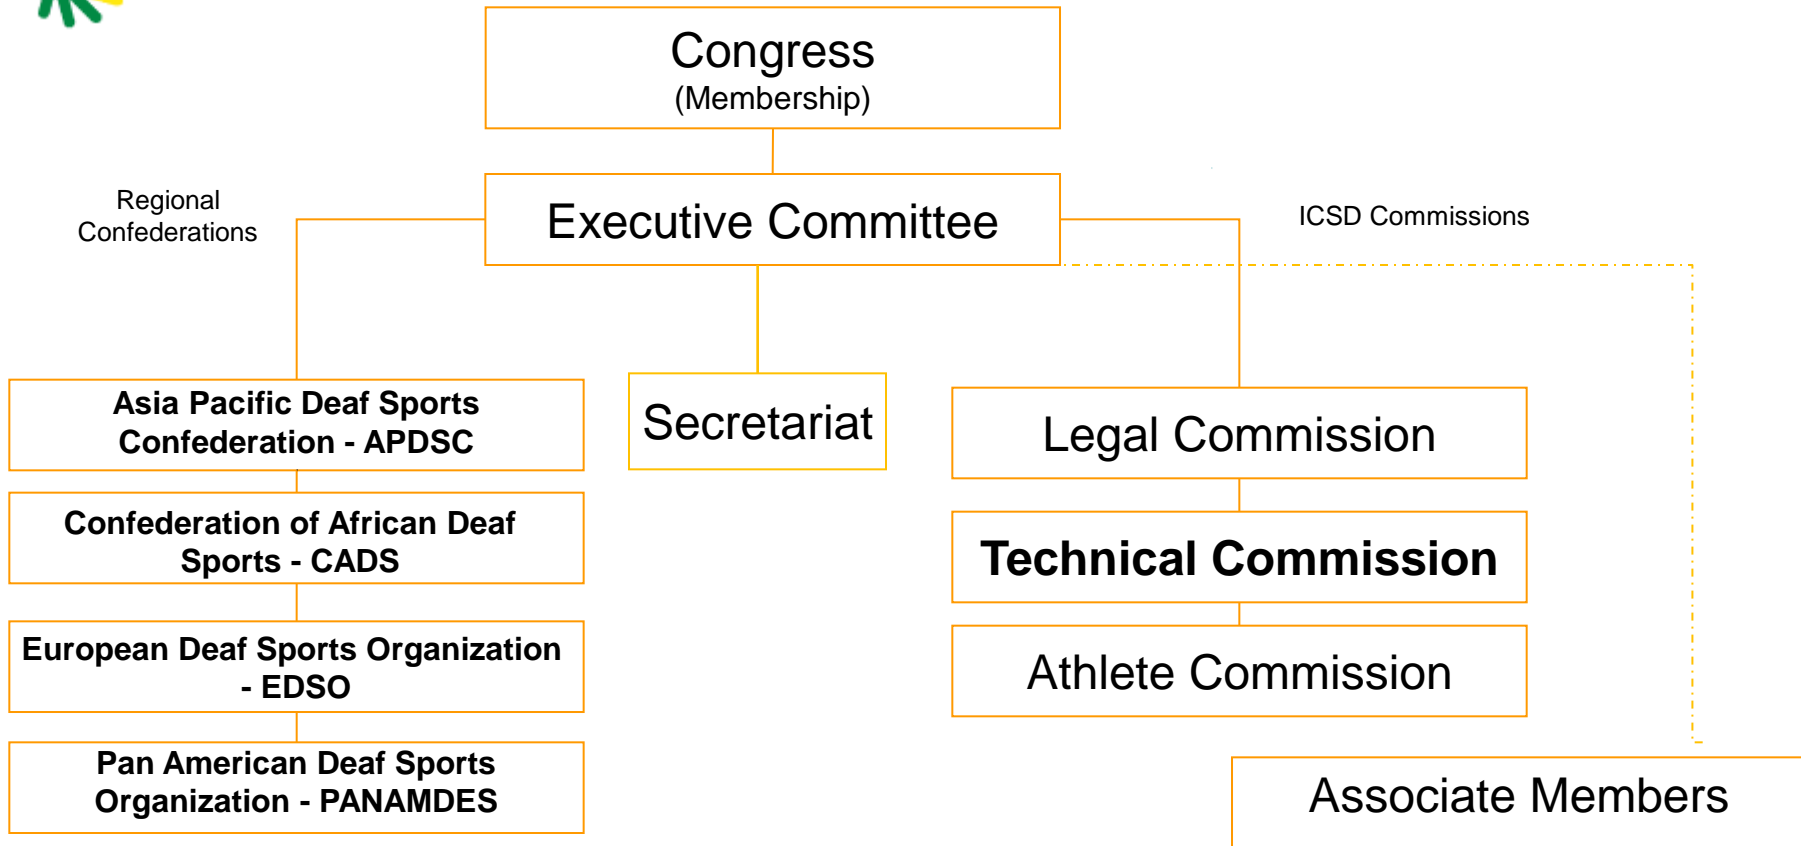 Congress
(Membership)
Regional
Confederations
Executive Committee
ICSD Commissions
Asia Pacific Deaf Sports
Confederation - APDSC
Confederation of African Deaf
Sports - CADS
European Deaf Sports Organization
- EDSO
Pan American Deaf Sports
Organization - PANAMDES
Secretariat
Legal Commission
Technical Commission
Athlete Commission
Associate Members